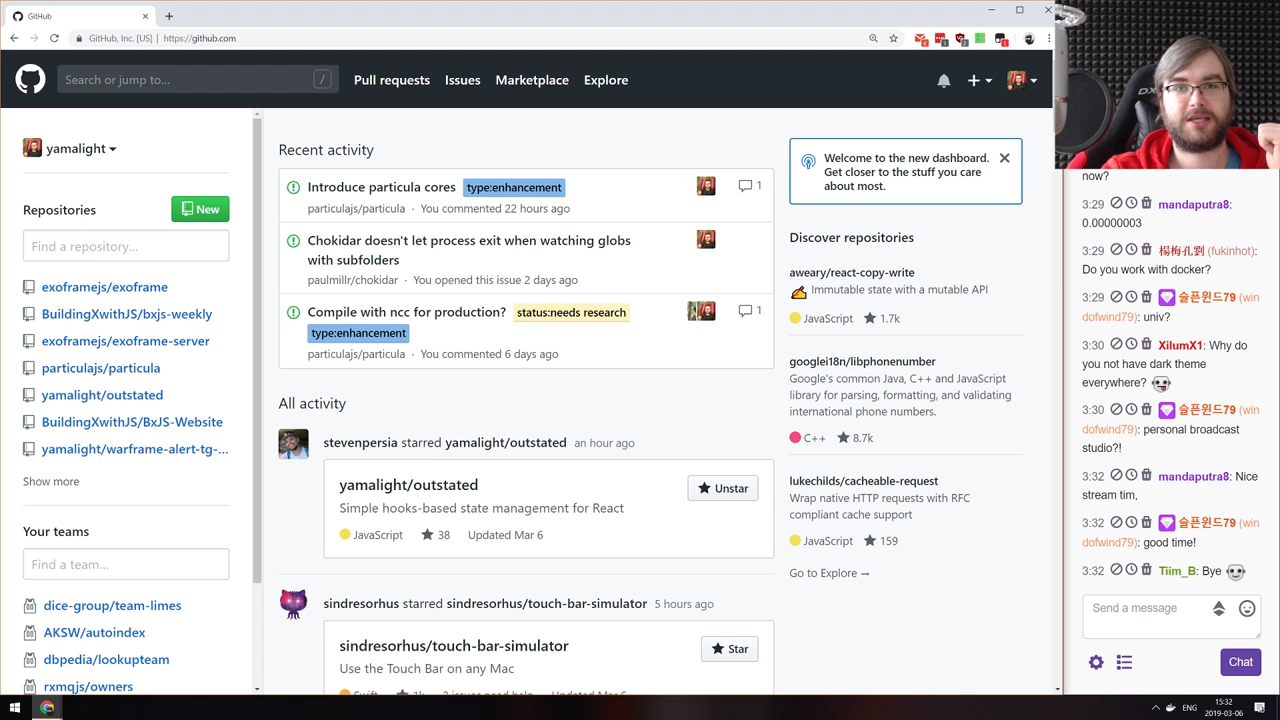 GitHub
GitHub, Inc. [US] | https://github.com
Search or jump to...
/
Pull requests
Issues
Marketplace
Explore
yamalight
Repositories
New
Find a repository...
exoframejs/exoframe
BuildingXwithJS/bxjs-weekly
exoframejs/exoframe-server
particulajs/particula
yamalight/outstated
BuildingXwithJS/BxJS-Website
yamalight/warframe-alert-tg-...
Show more
Your teams
Find a team...
dice-group/team-limes
AKSW/autoindex
dbpedia/lookupteam
rxmqjs/owners
Recent activity
Introduce particula cores type:enhancement
1
particulajs/particula · You commented 22 hours ago
Chokidar doesn't let process exit when watching globs
with subfolders
paulmillr/chokidar · You opened this issue 2 days ago
Compile with ncc for production? status:needs research
1
type:enhancement
particulajs/particula · You commented 6 days ago
All activity
stevenpersia starred yamalight/outstated an hour ago
yamalight/outstated
Unstar
Simple hooks-based state management for React
JavaScript 38 Updated Mar 6
sindresorhus starred sindresorhus/touch-bar-simulator 5 hours ago
sindresorhus/touch-bar-simulator
Star
Use the Touch Bar on any Mac
Swift 1k 2 issues need help Updated Mar 6
Welcome to the new dashboard.
Get closer to the stuff you care
about most.
Discover repositories
aweary/react-copy-write
Immutable state with a mutable API
JavaScript 1.7k
googlei18n/libphonenumber
Google's common Java, C++ and JavaScript
library for parsing, formatting, and validating
international phone numbers.
C++ 8.7k
lukechilds/cacheable-request
Wrap native HTTP requests with RFC
compliant cache support
JavaScript 159
Go to Explore →
now?
3:29 mandaputra8:
0.00000003
3:29 楊梅孔劉 (fukinhot):
Do you work with docker?
3:29 슬픈윈드79 (win
dofwind79): univ?
3:30 XilumX1: Why do
you not have dark theme
everywhere?
3:30 슬픈윈드79 (win
dofwind79): personal broadcast
studio?!
3:32 mandaputra8: Nice
stream tim,
3:32 슬픈윈드79 (win
dofwind79): good time!
3:32 Tiim_B: Bye
Send a message
Chat
ENG
15:32
2019-03-06